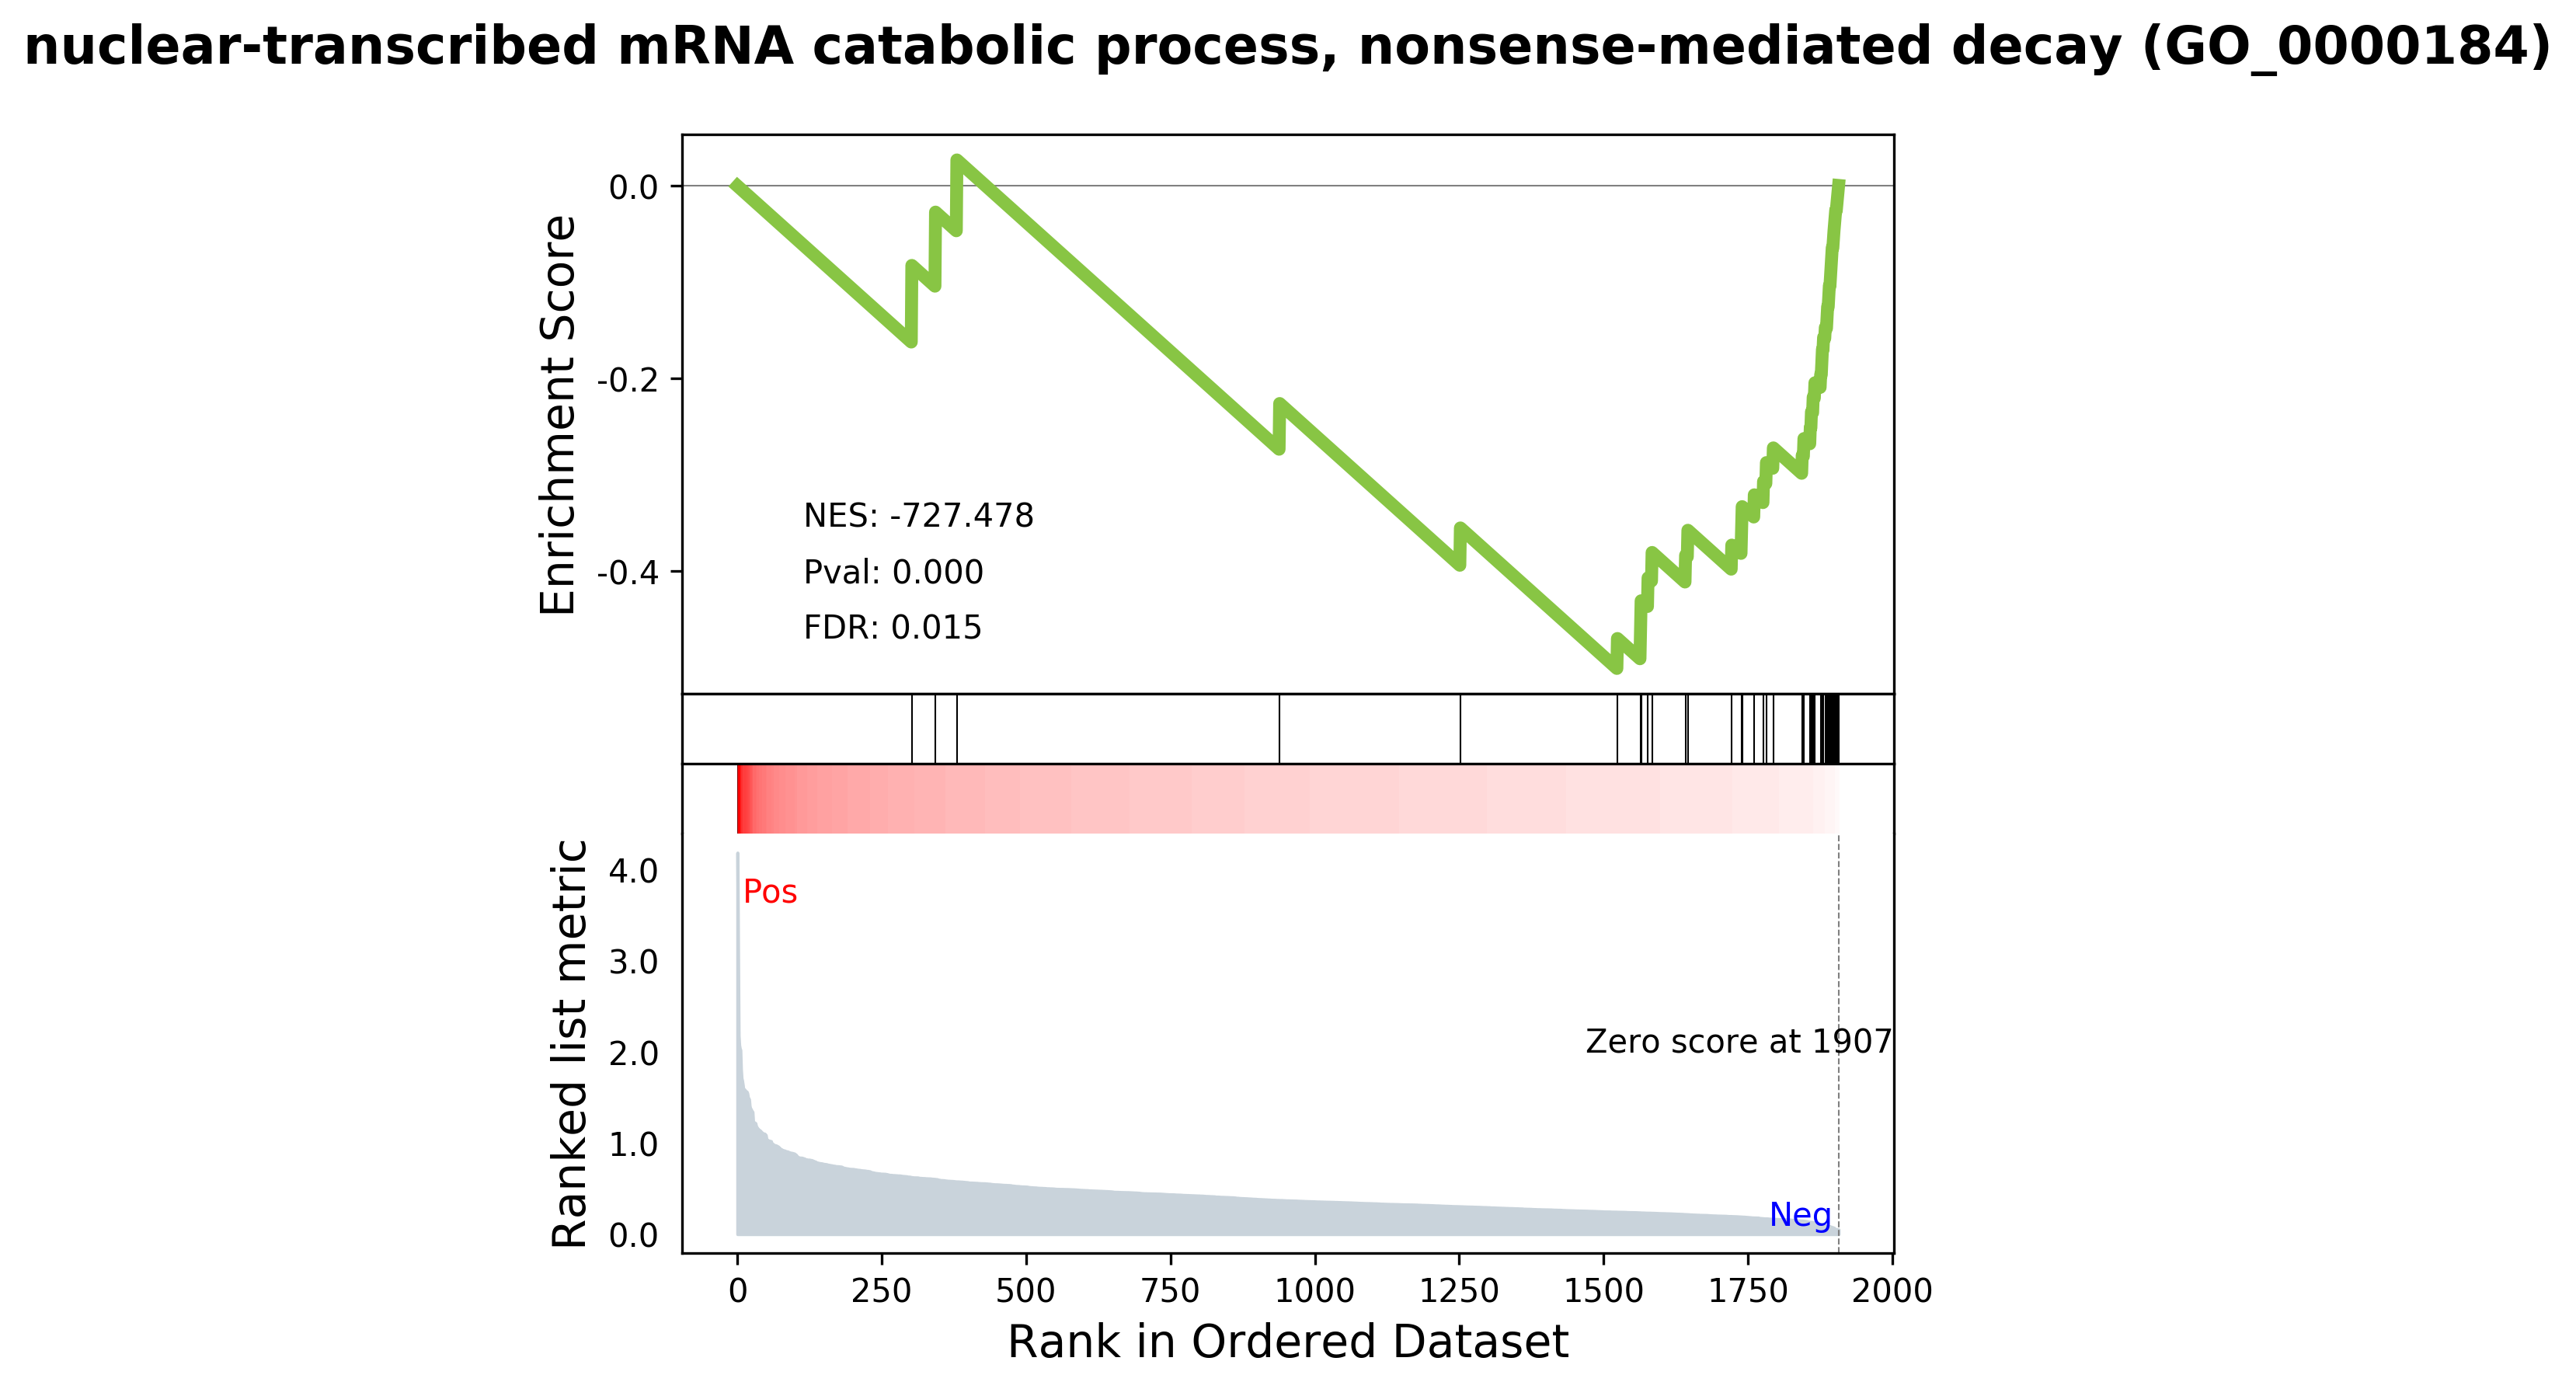 nuclear-transcribed mRNA catabolic process, nonsense-mediated decay (GO_0000184)
Enrichment Score
0.0
-0.2
-0.4
NES: -727.478
Pval: 0.000
FDR: 0.015
Ranked list metric
4.0
3.0
2.0
1.0
0.0
Pos
Zero score at 1907
Neg
0 250 500 750 1000 1250 1500 1750 2000
Rank in Ordered Dataset